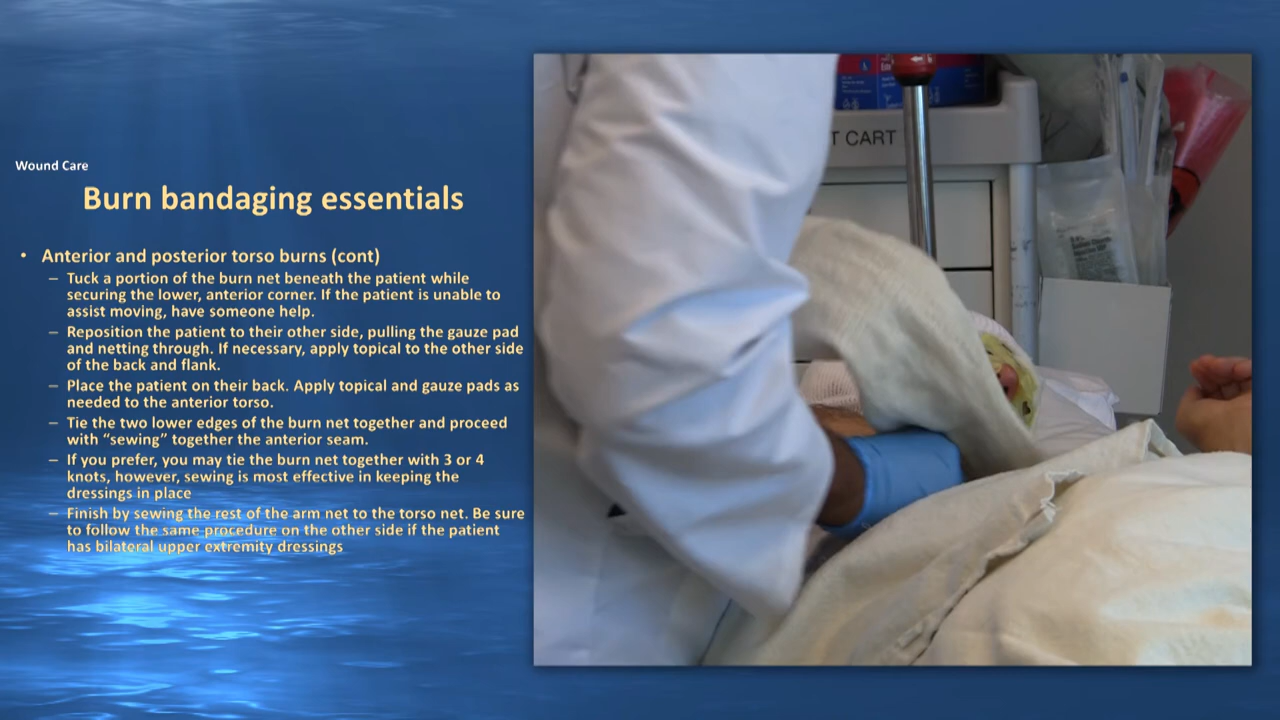 Wound Care
Burn bandaging essentials
• Anterior and posterior torso burns (cont)
– Tuck a portion of the burn net beneath the patient while
securing the lower, anterior corner. If the patient is unable to
assist moving, have someone help.
– Reposition the patient to their other side, pulling the gauze pad
and netting through. If necessary, apply topical to the other side
of the back and flank.
– Place the patient on their back. Apply topical and gauze pads as
needed to the anterior torso.
– Tie the two lower edges of the burn net together and proceed
with “sewing” together the anterior seam.
– If you prefer, you may tie the burn net together with 3 or 4
knots, however, sewing is most effective in keeping the
dressings in place
– Finish by sewing the rest of the arm net to the torso net. Be sure
to follow the same procedure on the other side if the patient
has bilateral upper extremity dressings
T CART